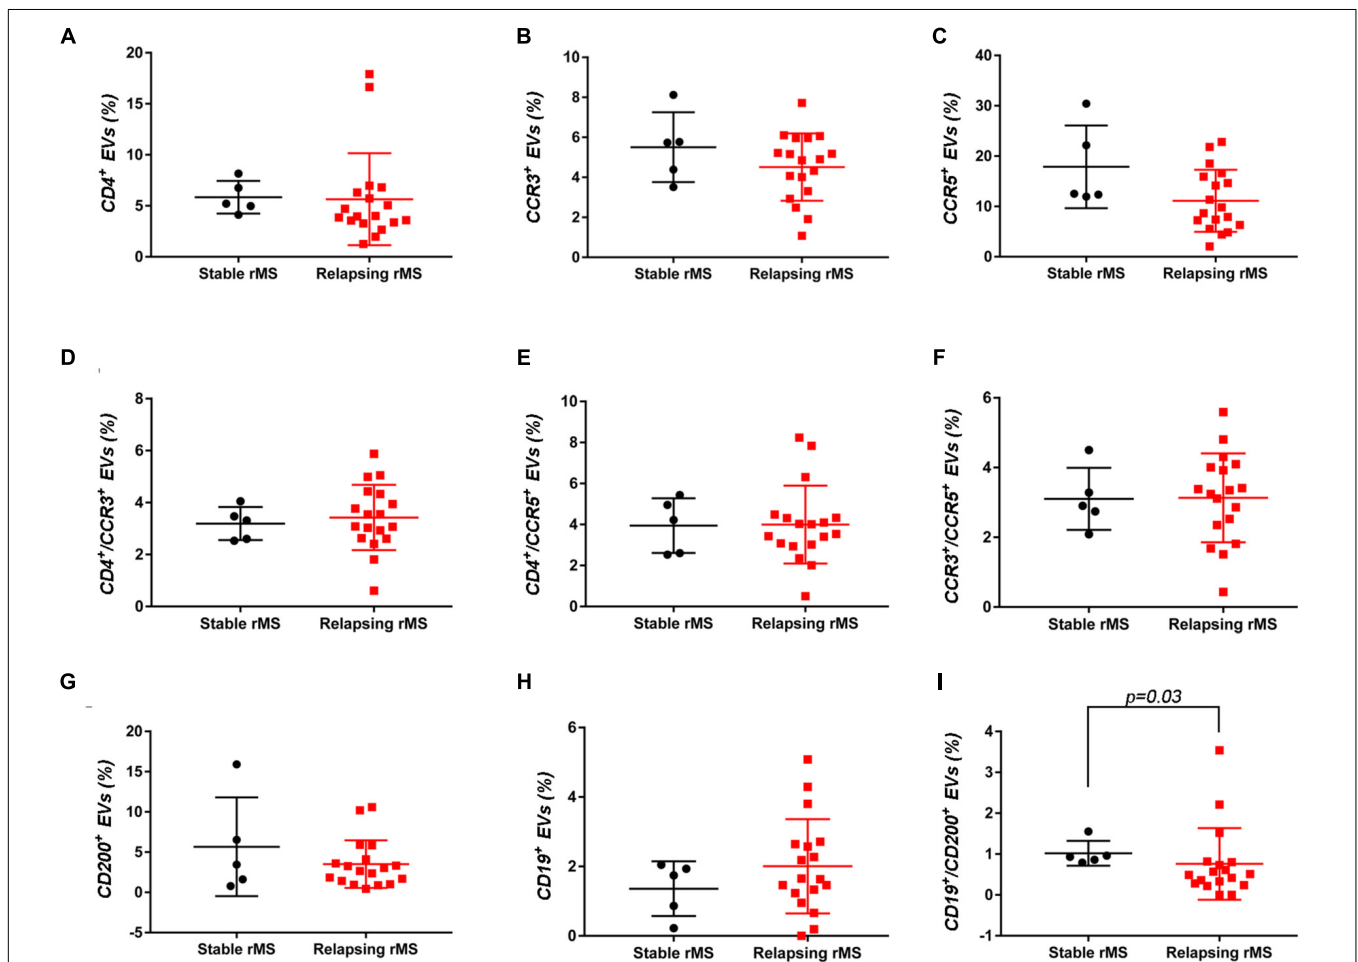 A
CD4+ EVs (%)
20
15
10
5
0
Stable rMS
Relapsing rMS
B
CCR3+ EVs (%)
10
8
6
4
2
0
Stable rMS
Relapsing rMS
C
CCR5+ EVs (%)
40
30
20
10
0
Stable rMS
Relapsing rMS
D
CD4+/CCR3+ EVs (%)
8
6
4
2
0
Stable rMS
Relapsing rMS
E
CD4+/CCR5+ EVs (%)
10
8
6
4
2
0
Stable rMS
Relapsing rMS
F
CCR3+/CCR5+ EVs (%)
6
4
2
0
Stable rMS
Relapsing rMS
G
CD200+ EVs (%)
20
15
10
5
0
-5
Stable rMS
Relapsing rMS
H
CD19+ EVs (%)
6
4
2
0
Stable rMS
Relapsing rMS
I
p=0.03
CD19+/CD200+ EVs (%)
4
3
2
1
0
-1
Stable rMS
Relapsing rMS